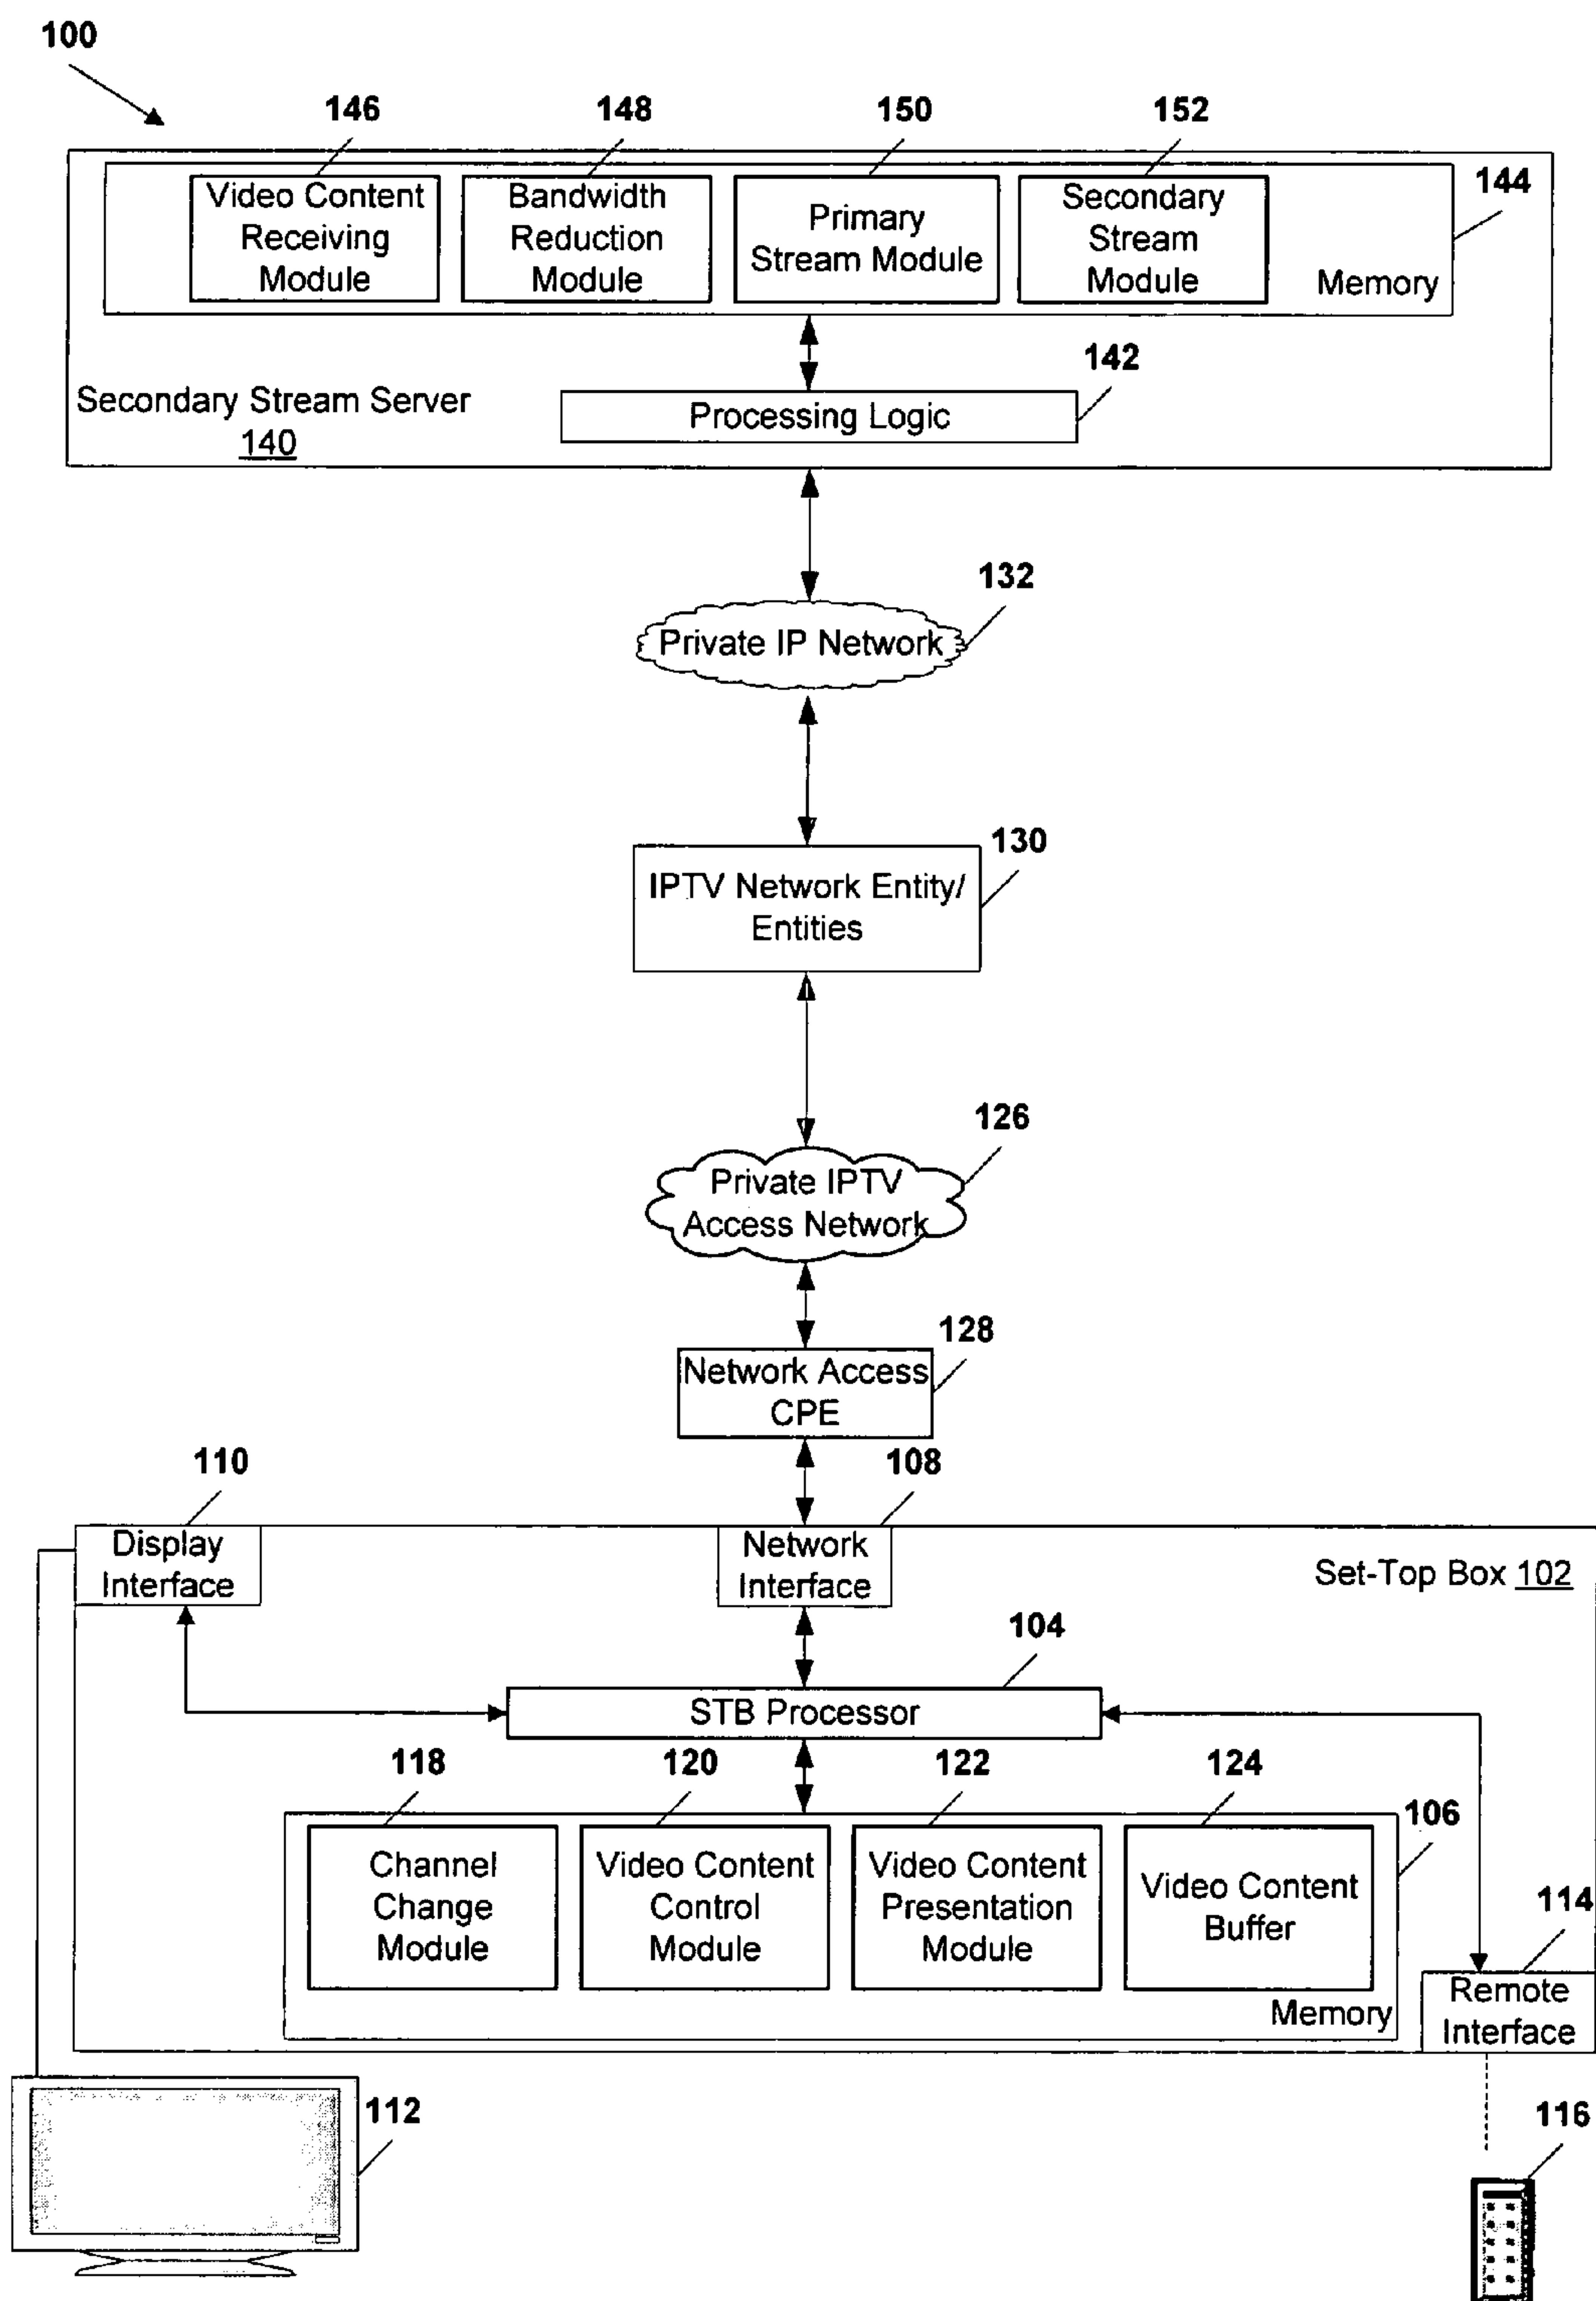 100
146
148
150
152
Video Content
Receiving
Module
Bandwidth
Reduction
Module
Primary
Stream Module
Secondary
Stream
Module
Memory
144
142
Processing Logic
Secondary Stream Server
140
132
Private IP Network
130
IPTV Network Entity/
Entities
126
Private IPTV
Access Network
128
Network Access
CPE
110
108
Display
Interface
Network
Interface
Set-Top Box 102
104
STB Processor
118
120
122
124
106
Channel
Change
Module
Video Content
Control
Module
Video Content
Presentation
Module
Video Content
Buffer
Memory
114
Remote
Interface
112
116